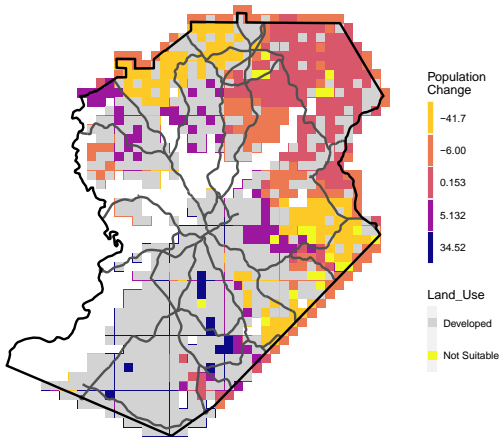 Population
Change
−41.7
−6.00
0.153
5.132
34.52
Land_Use
Developed
Not Suitable